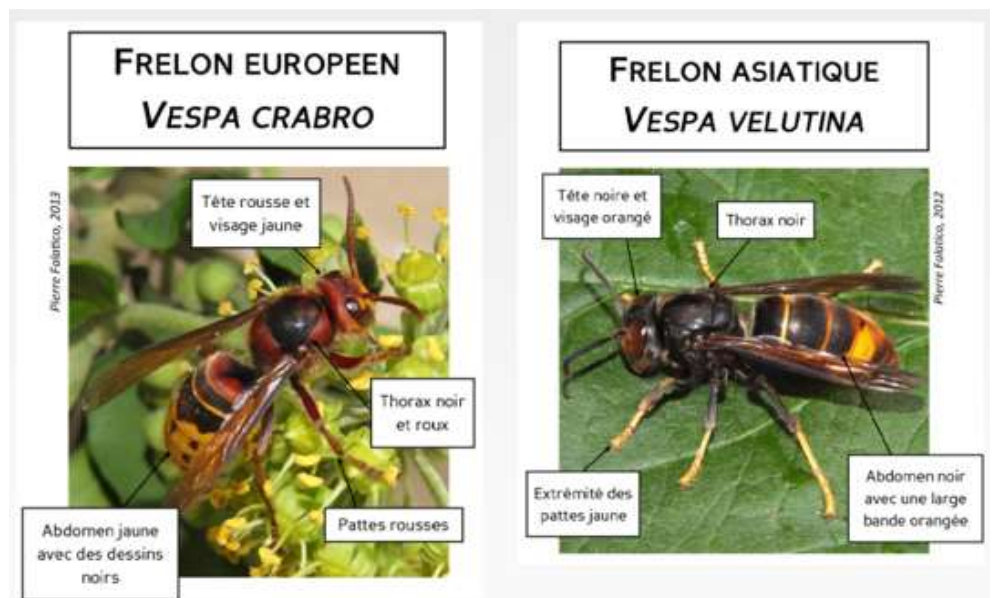 FRELON EUROPEEN
VESPA CRABRO
Pierre Falatico, 2013
Tête rousse et
visage jaune
Thorax noir
et roux
Pattes rousses
Abdomen jaune
avec des dessins
noirs
FRELON ASIATIQUE
VESPA VELUTINA
Tête noire et
visage orangé
Thorax noir
Pierre Falatico, 2012
Extrémité des
pattes jaune
Abdomen noir
avec une large
bande orangée